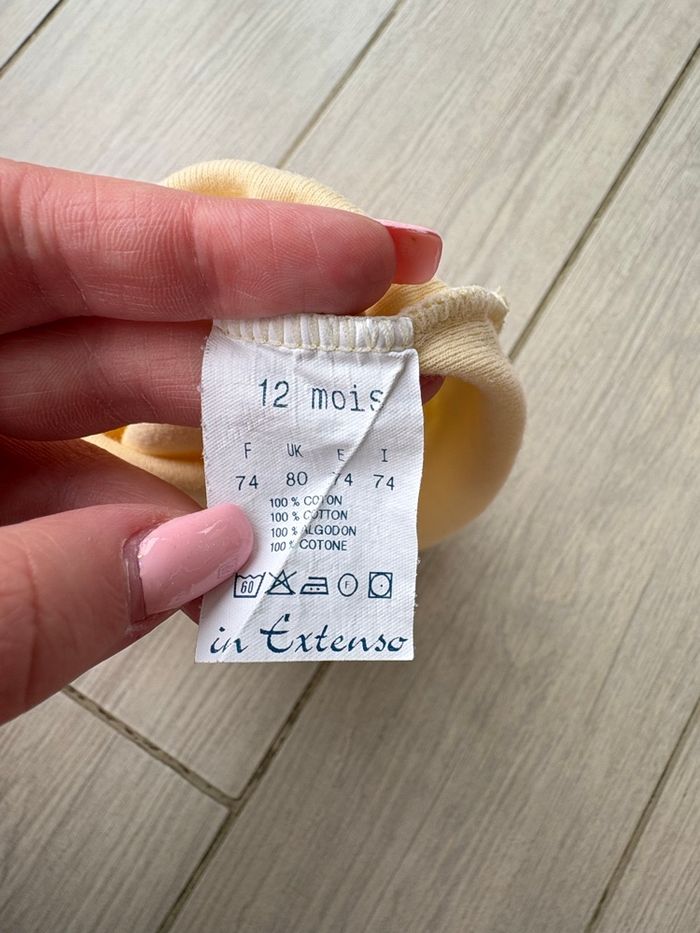 12 mois
F UK E I
74 80 74 74
100 % COTON
100 % COTTON
100 % ALGODON
100 % COTONE
60 F
in Extenso